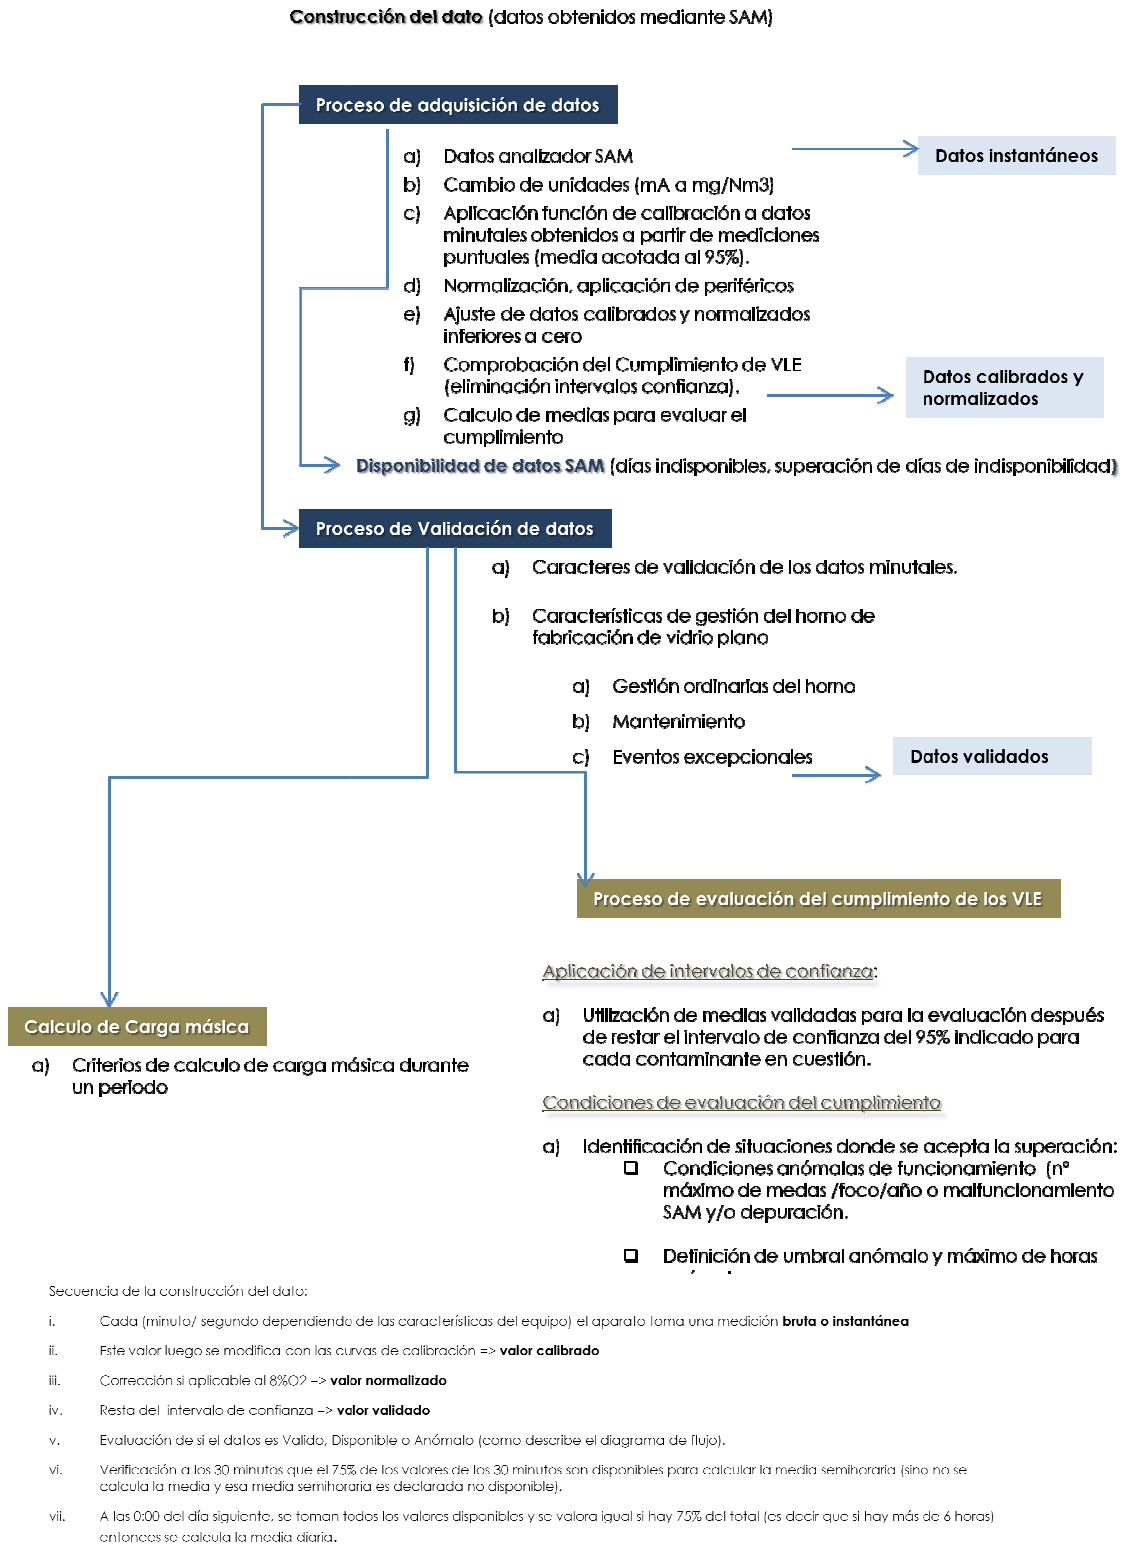 Construcción del dato (datos obtenidos mediante SAM)
Proceso de adquisición de datos
a) Datos analizador SAM
Datos instantáneos
b) Cambio de unidades (mA a mg/Nm3)
c) Aplicación función de calibración a datos
minutales obtenidos a partir de mediciones
puntuales (media acotada al 95%).
d) Normalización, aplicación de periféricos
e) Ajuste de datos calibrados y normalizados
inferiores a cero
f) Comprobación del Cumplimiento de VLE
(eliminación intervalos confianza).
Datos calibrados y
normalizados
g) Calculo de medias para evaluar el
cumplimiento
Disponibilidad de datos SAM (días indisponibles, superación de días de indisponibilidad)
Proceso de Validación de datos
a) Caracteres de validación de los datos minutales.
b) Características de gestión del horno de
fabricación de vidrio plano
a) Gestión ordinarias del horno
b) Mantenimiento
c) Eventos excepcionales
Datos validados
Proceso de evaluación del cumplimiento de los VLE
Aplicación de intervalos de confianza:
a) Utilización de medias validadas para la evaluación después
de restar el intervalo de confianza del 95% indicado para
cada contaminante en cuestión.
Calculo de Carga másica
a) Criterios de calculo de carga másica durante
un periodo
Condiciones de evaluación del cumplimiento
a) Identificación de situaciones donde se acepta la superación:
❑ Condiciones anómalas de funcionamiento (nº
máximo de medas /foco/año o malfuncionamiento
SAM y/o depuración.
❑ Definición de umbral anómalo y máximo de horas
Secuencia de la construcción del dato:
i. Cada (minuto/ segundo dependiendo de las características del equipo) el aparato toma una medición bruta o instantánea
ii. Este valor luego se modifica con las curvas de calibración => valor calibrado
iii. Corrección si aplicable al 8%O2 –> valor normalizado
iv. Resta del intervalo de confianza –> valor validado
v. Evaluación de si el datos es Valido, Disponible o Anómalo (como describe el diagrama de flujo).
vi. Verificación a los 30 minutos que el 75% de los valores de los 30 minutos son disponibles para calcular la media semihoraria (sino no se
calcula la media y esa media semihoraria es declarada no disponible).
vii. A las 0:00 del día siguiente, se toman todos los valores disponibles y se valora igual si hay 75% del total (es decir que si hay más de 6 horas)
entonces se calcula la media diaria.